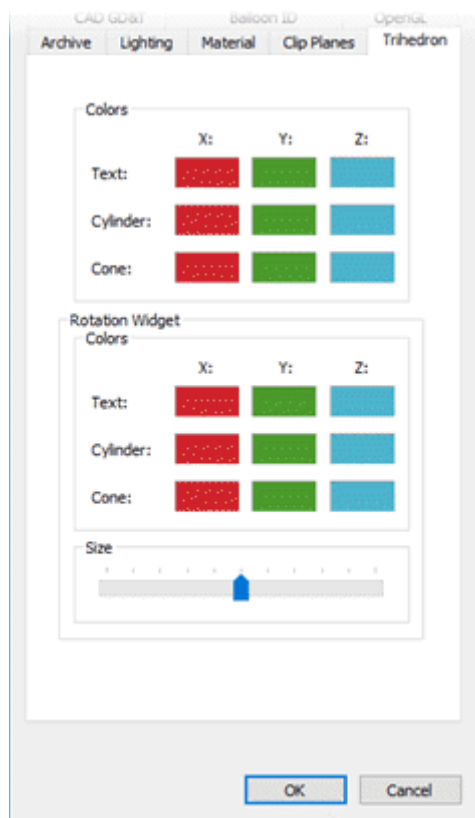 CAD GD&T Balloon ID OpenGL
Archive Lighting Material Clip Planes Trihedron
Colors
X: Y: Z:
Text:
Cylinder:
Cone:
Rotation Widget
Colors
X: Y: Z:
Text:
Cylinder:
Cone:
Size
OK Cancel